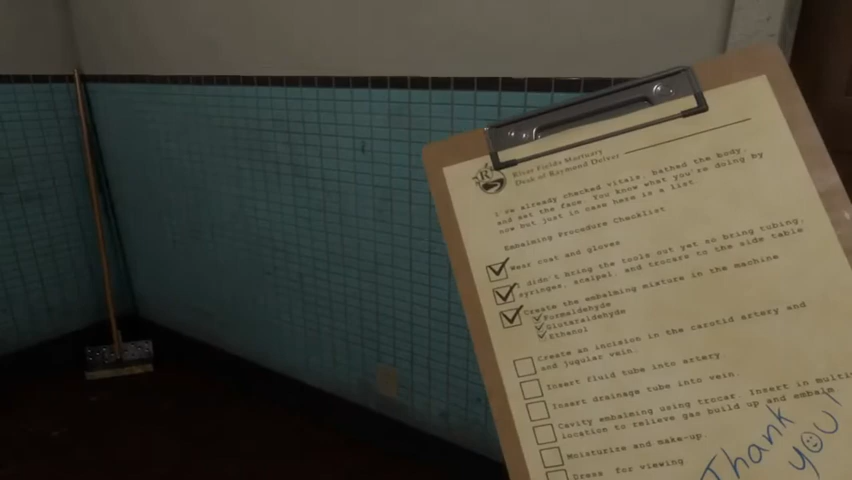 River Fields Mortuary
Desk of Raymond Delver
I've already checked vitals, bathed the body,
and set the face. You know what you're doing by
now but just in case here is a list
Embalming Procedure Checklist
Wear coat and gloves
I didn't bring the tools out yet so bring tubing,
syringes, scalpel, and trocars to the side table
Create the embalming mixture in the machine
Formaldehyde
Glutaraldehyde
Ethanol
Create an incision in the carotid artery and
and jugular vein.
Insert fluid tube into artery
Insert drainage tube into vein.
Cavity embalming using trocar. Insert in
location to relieve gas build up and embalm
Moisturize and make-up.
Dress for viewing
Thank
you!